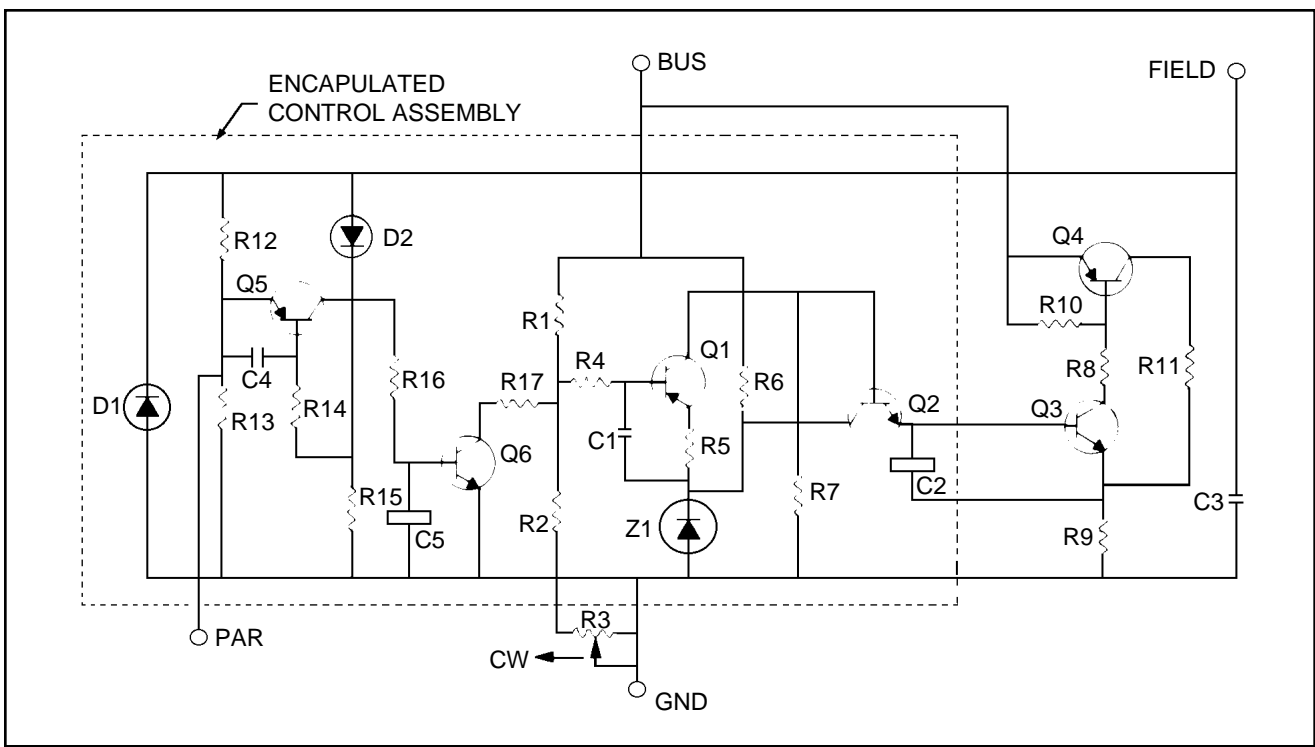 BUS
FIELD
ENCAPULATED
CONTROL ASSEMBLY
R12
D2
Q4
Q5
R10
R1
R4
Q1
R6
R8
R11
C4
R16
R17
D1
R13
R14
Q2
Q3
C1
R5
Q6
R15
C2
R7
C3
R2
Z1
C5
R9
R3
PAR
CW
GND